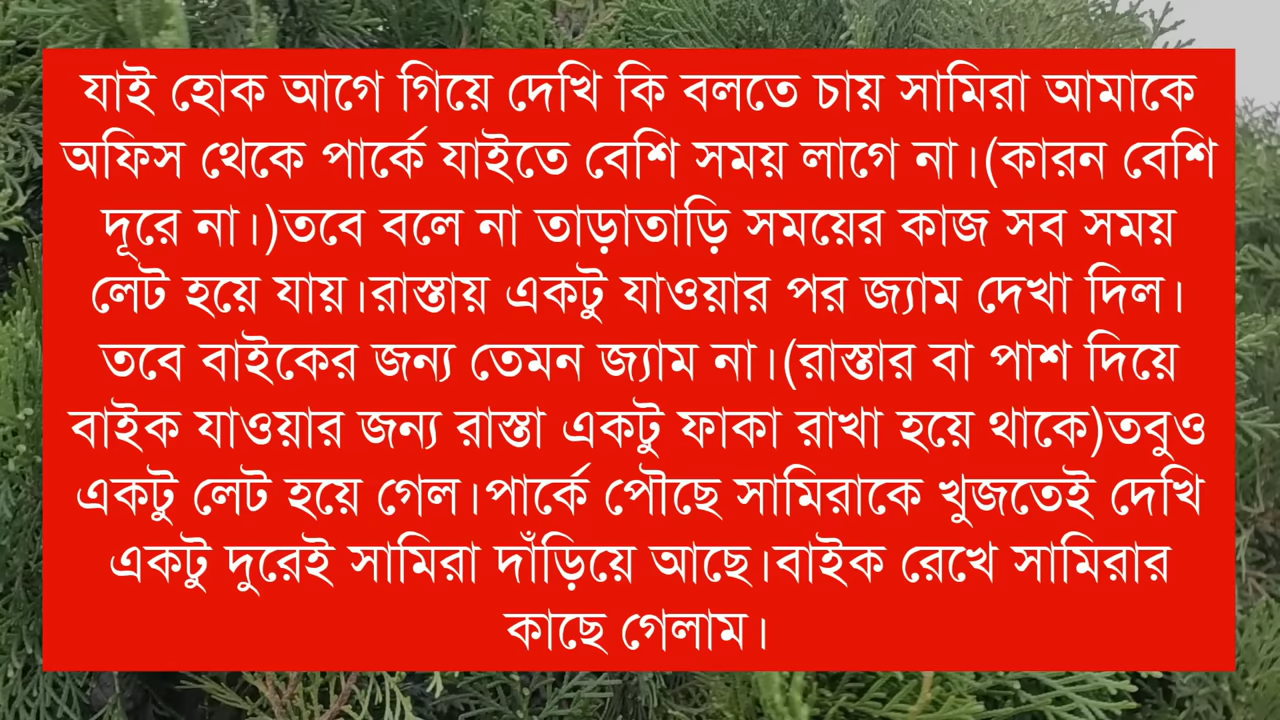 যাই হোক আগে গিয়ে দেখি কি বলতে চায় সামিরা আমাকে
অফিস থেকে পার্কে যাইতে বেশি সময় লাগে না।(কারন বেশি
দূরে না।)তবে বলে না তাড়াতাড়ি সময়ের কাজ সব সময়
লেট হয়ে যায়।রাস্তায় একটু যাওয়ার পর জ্যাম দেখা দিল।
তবে বাইকের জন্য তেমন জ্যাম না।(রাস্তার বা পাশ দিয়ে
বাইক যাওয়ার জন্য রাস্তা একটু ফাকা রাখা হয়ে থাকে)তবুও
একটু লেট হয়ে গেল।পার্কে পৌছে সামিরাকে খুজতেই দেখি
একটু দুরেই সামিরা দাঁড়িয়ে আছে।বাইক রেখে সামিরার
কাছে গেলাম।